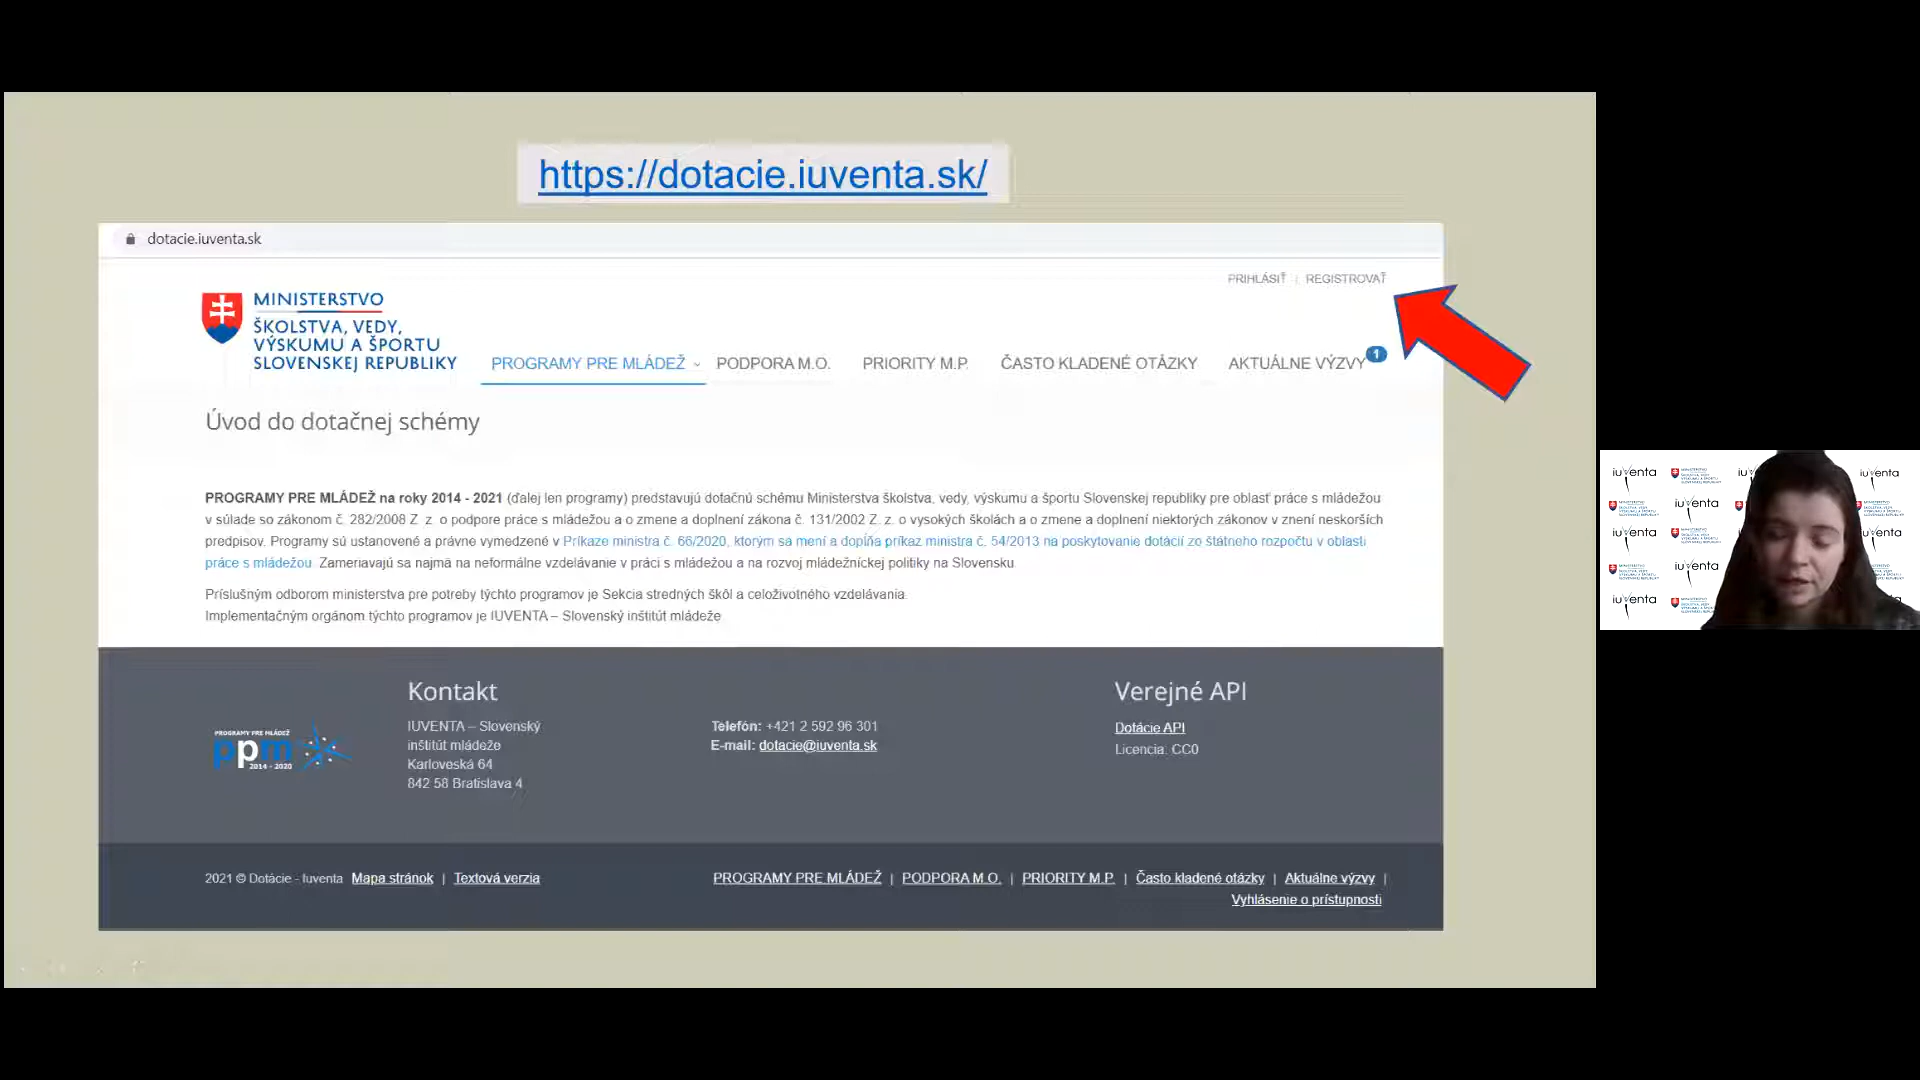 https://dotacie.iuventa.sk/
dotacie.iuventa.sk
PRIHLÁSIŤ | REGISTROVAŤ
MINISTERSTVO
ŠKOLSTVA, VEDY,
VÝSKUMU A ŠPORTU
SLOVENSKEJ REPUBLIKY
PROGRAMY PRE MLÁDEŽ PODPORA M.O. PRIORITY M.P. ČASTO KLADENÉ OTÁZKY AKTUÁLNE VÝZVY 1
Úvod do dotačnej schémy
PROGRAMY PRE MLÁDEŽ na roky 2014 - 2021 (ďalej len programy) predstavujú dotačnú schému Ministerstva školstva, vedy, výskumu a športu Slovenskej republiky pre oblasť práce s mládežou
v súlade so zákonom č. 282/2008 Z. z. o podpore práce s mládežou a o zmene a doplnení zákona č. 131/2002 Z. z. o vysokých školách a o zmene a doplnení niektorých zákonov v znení neskorších
predpisov. Programy sú ustanovené a právne vymedzené v Príkaze ministra č. 66/2020, ktorým sa mení a dopĺňa príkaz ministra č. 54/2013 na poskytovanie dotácií zo štátneho rozpočtu v oblasti
práce s mládežou. Zameriavajú sa najmä na neformálne vzdelávanie v práci s mládežou a na rozvoj mládežníckej politiky na Slovensku.
Príslušným odborom ministerstva pre potreby týchto programov je Sekcia stredných škôl a celoživotného vzdelávania.
Implementačným orgánom týchto programov je IUVENTA – Slovenský inštitút mládeže
PROGRAMY PRE MLÁDEŽ
ppm
2014 - 2020
Kontakt
IUVENTA – Slovenský
inštitút mládeže
Karloveská 64
842 58 Bratislava 4
Telefón: +421 2 592 96 301
E-mail: dotacie@iuventa.sk
Verejné API
Dotácie API
Licencia: CC0
2021 © Dotácie - Iuventa Mapa stránok | Textová verzia
PROGRAMY PRE MLÁDEŽ | PODPORA M.O. | PRIORITY M.P. | Často kladené otázky | Aktuálne výzvy |
Vyhlásenie o prístupnosti
iuventa
iuventa
iuventa
iuventa
iuventa
iuventa